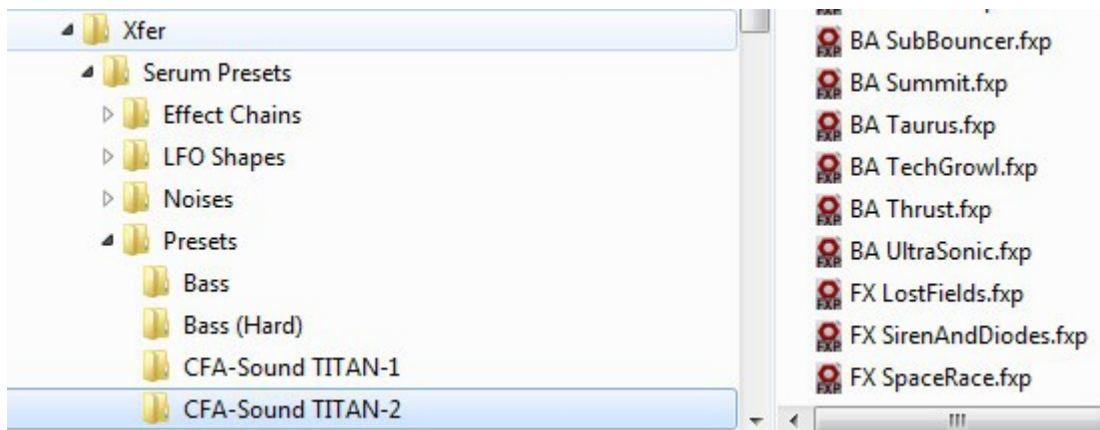 Xfer
Serum Presets
Effect Chains
LFO Shapes
Noises
Presets
Bass
Bass (Hard)
CFA-Sound TITAN-1
CFA-Sound TITAN-2
BA SubBouncer.fxp
BA Summit.fxp
BA Taurus.fxp
BA TechGrowl.fxp
BA Thrust.fxp
BA UltraSonic.fxp
FX LostFields.fxp
FX SirenAndDiodes.fxp
FX SpaceRace.fxp